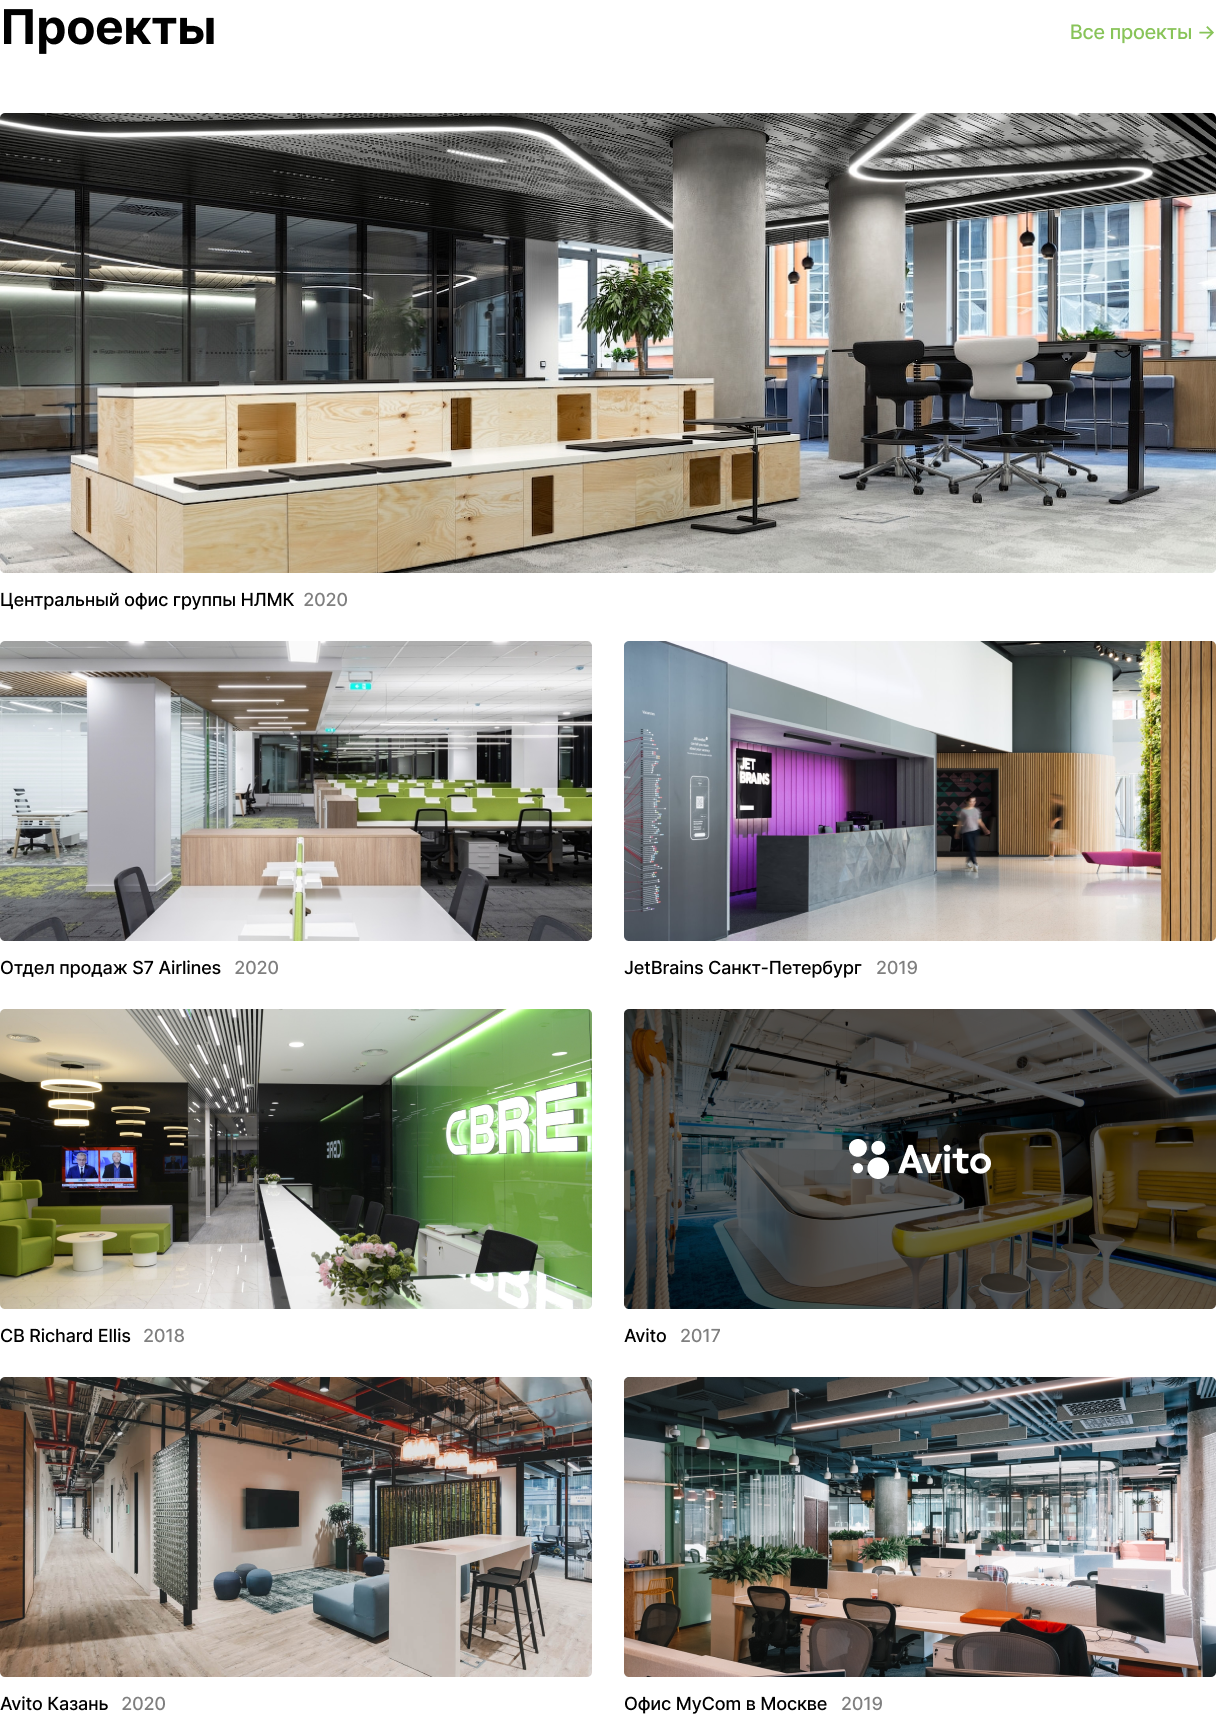 Проекты
Все проекты →
Центральный офис группы НЛМК 2020
JET
BRAINS
Отдел продаж S7 Airlines 2020
JetBrains Санкт-Петербург 2019
CBRE
Avito
CB Richard Ellis 2018
Avito 2017
Avito Казань 2020
Офис MyCom в Москве 2019